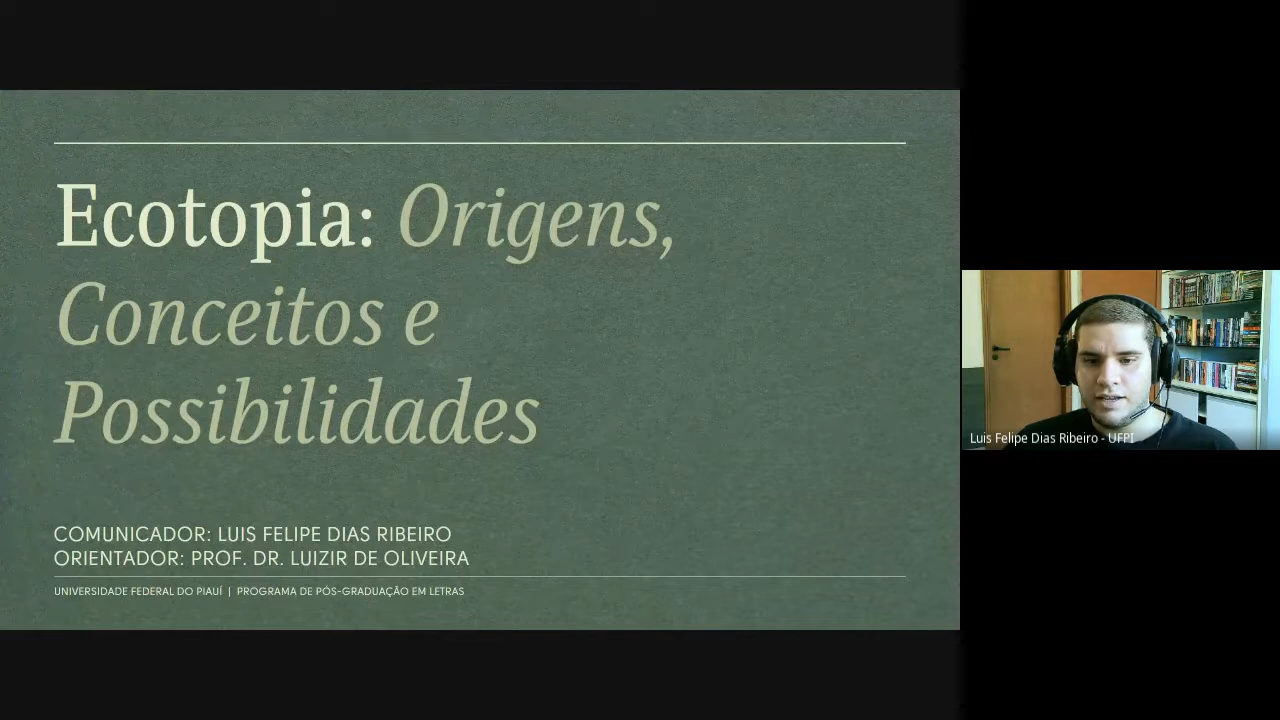 Ecotopia: Origens,
Conceitos e
Possibilidades
COMUNICADOR: LUIS FELIPE DIAS RIBEIRO
ORIENTADOR: PROF. DR. LUIZIR DE OLIVEIRA
UNIVERSIDADE FEDERAL DO PIAUÍ | PROGRAMA DE PÓS-GRADUAÇÃO EM LETRAS
Luis Felipe Dias Ribeiro - UFPI